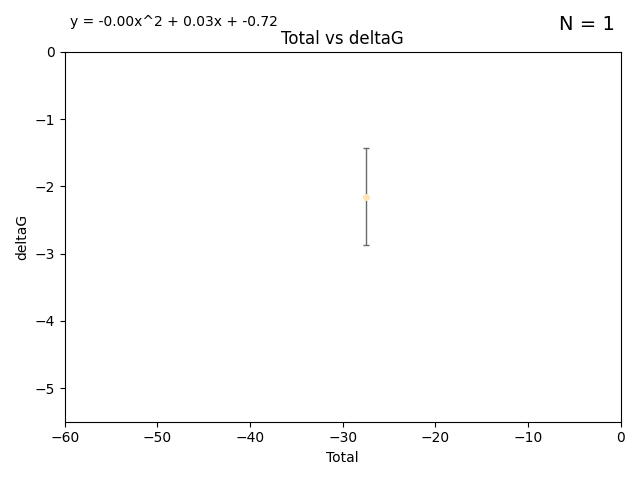 y = -0.00x^2 + 0.03x + -0.72
N = 1
Total vs deltaG
0
−1
−2
−3
−4
−5
deltaG
−60 −50 −40 −30 −20 −10 0
Total